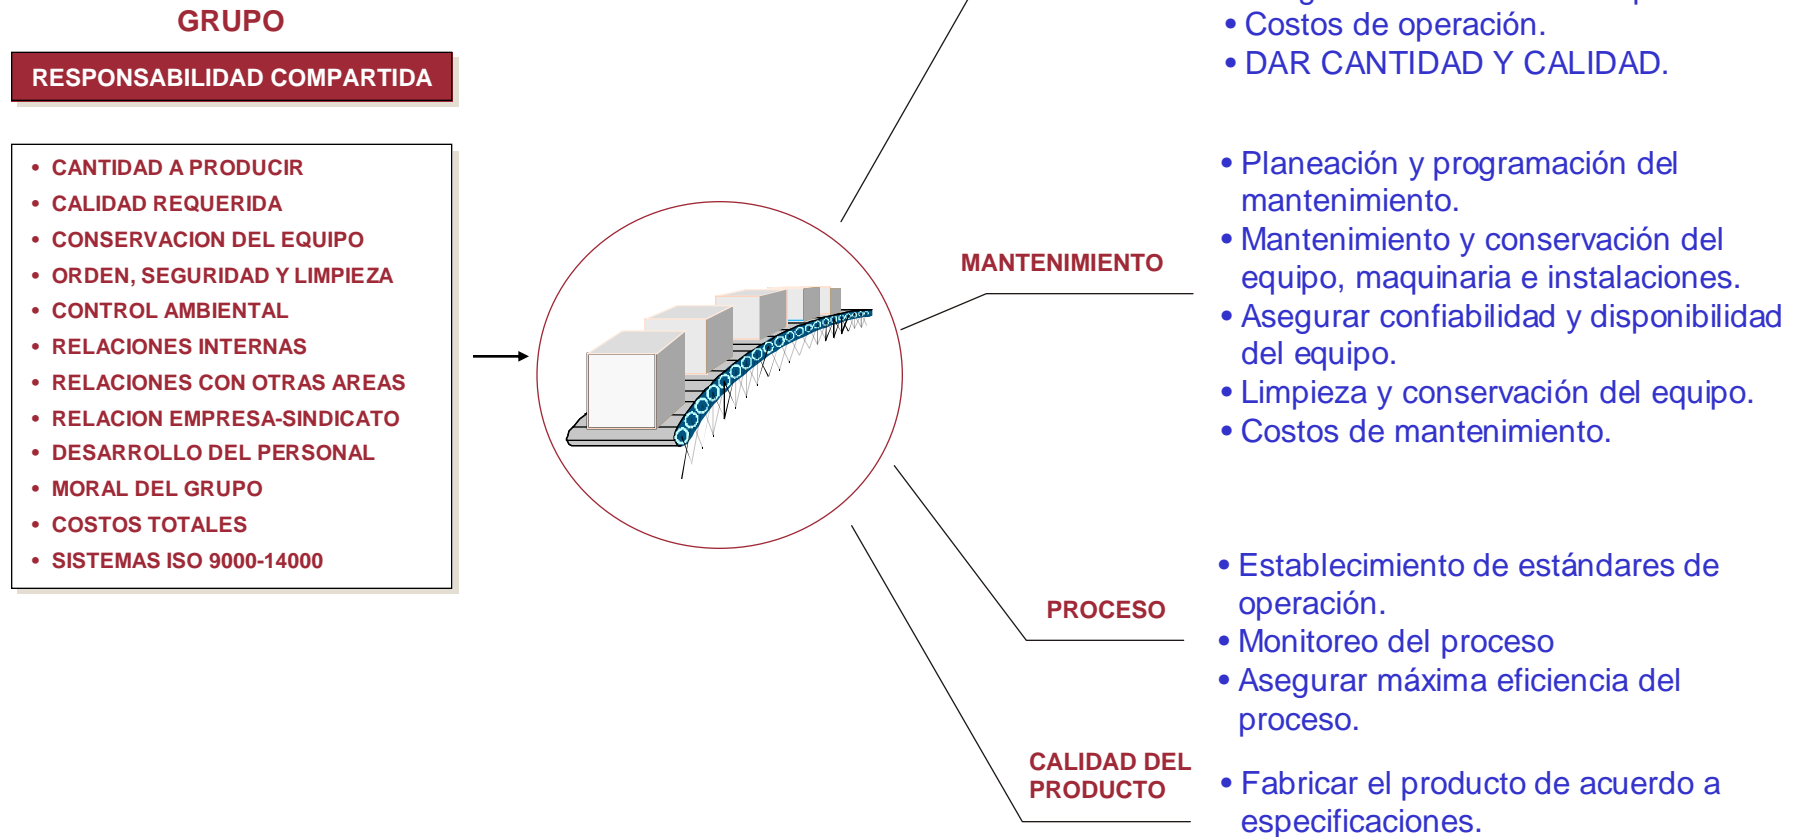 GRUPO
RESPONSABILIDAD COMPARTIDA
• CANTIDAD A PRODUCIR
• CALIDAD REQUERIDA
• CONSERVACION DEL EQUIPO
• ORDEN, SEGURIDAD Y LIMPIEZA
• CONTROL AMBIENTAL
• RELACIONES INTERNAS
• RELACIONES CON OTRAS AREAS
• RELACION EMPRESA-SINDICATO
• DESARROLLO DEL PERSONAL
• MORAL DEL GRUPO
• COSTOS TOTALES
• SISTEMAS ISO 9000-14000
• Costos de operación.
• DAR CANTIDAD Y CALIDAD.
MANTENIMIENTO
• Planeación y programación del
mantenimiento.
• Mantenimiento y conservación del
equipo, maquinaria e instalaciones.
• Asegurar confiabilidad y disponibilidad
del equipo.
• Limpieza y conservación del equipo.
• Costos de mantenimiento.
PROCESO
• Establecimiento de estándares de
operación.
• Monitoreo del proceso
• Asegurar máxima eficiencia del
proceso.
CALIDAD DEL
PRODUCTO
• Fabricar el producto de acuerdo a
especificaciones.